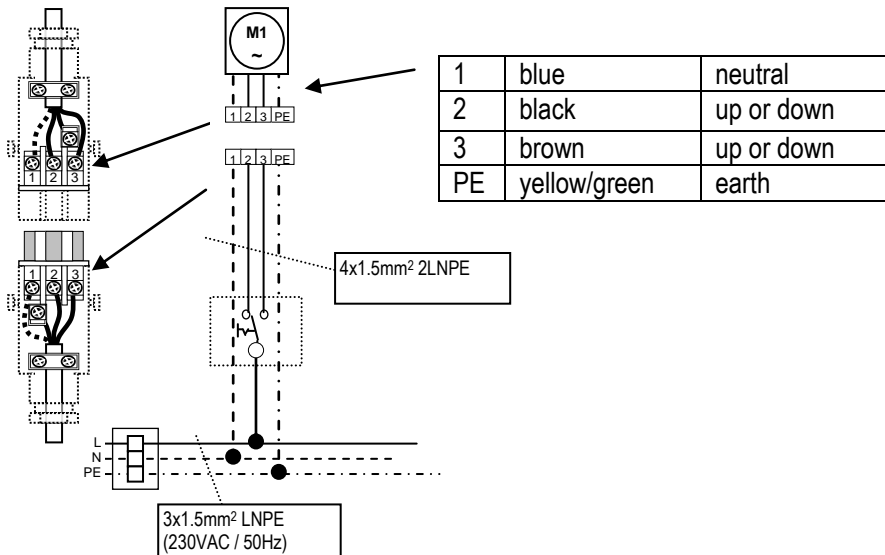 M1
~
1 2 3 PE
1 2 3 PE
1 2 3
1 2 3
1 blue neutral
2 black up or down
3 brown up or down
PE yellow/green earth
4x1.5mm² 2LNPE
L
N
PE
3x1.5mm² LNPE
(230VAC / 50Hz)